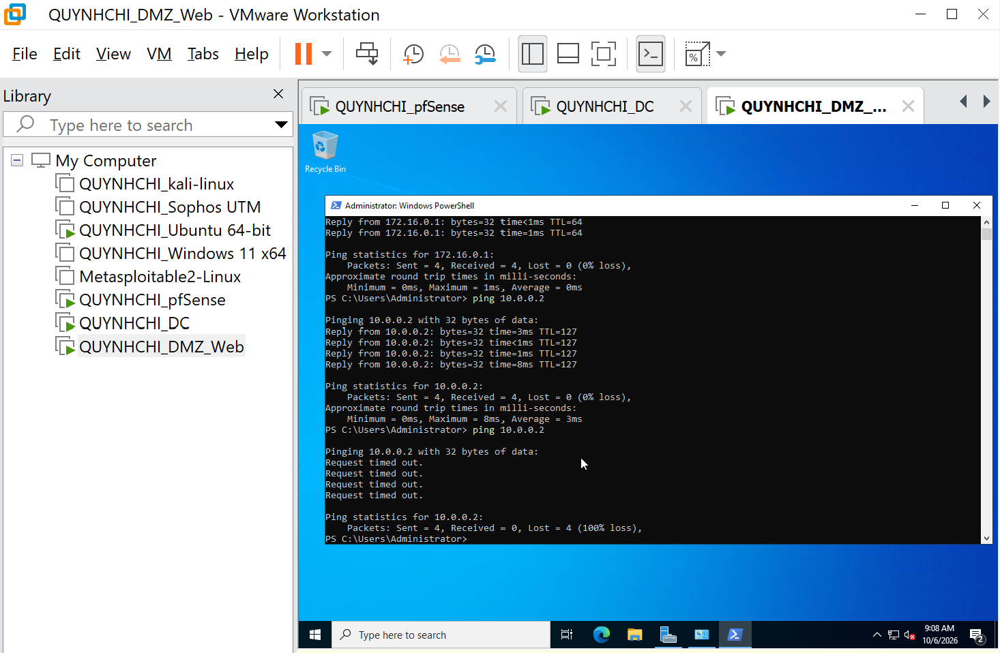 QUYNHCHI_DMZ_Web - VMware Workstation
File Edit View VM Tabs Help
Library
Type here to search
My Computer
QUYNHCHI_kali-linux
QUYNHCHI_Sophos UTM
QUYNHCHI_Ubuntu 64-bit
QUYNHCHI_Windows 11 x64
Metasploitable2-Linux
QUYNHCHI_pfSense
QUYNHCHI_DC
QUYNHCHI_DMZ_Web
QUYNHCHI_pfSense QUYNHCHI_DC QUYNHCHI_DMZ_...
Recycle Bin
Administrator: Windows PowerShell
Reply from 172.16.0.1: bytes=32 time<1ms TTL=64
Reply from 172.16.0.1: bytes=32 time=1ms TTL=64
Ping statistics for 172.16.0.1:
Packets: Sent = 4, Received = 4, Lost = 0 (0% loss),
Approximate round trip times in milli-seconds:
Minimum = 0ms, Maximum = 1ms, Average = 0ms
PS C:\Users\Administrator> ping 10.0.0.2
Pinging 10.0.0.2 with 32 bytes of data:
Reply from 10.0.0.2: bytes=32 time=3ms TTL=127
Reply from 10.0.0.2: bytes=32 time<1ms TTL=127
Reply from 10.0.0.2: bytes=32 time=1ms TTL=127
Reply from 10.0.0.2: bytes=32 time=8ms TTL=127
Ping statistics for 10.0.0.2:
Packets: Sent = 4, Received = 4, Lost = 0 (0% loss),
Approximate round trip times in milli-seconds:
Minimum = 0ms, Maximum = 8ms, Average = 3ms
PS C:\Users\Administrator> ping 10.0.0.2
Pinging 10.0.0.2 with 32 bytes of data:
Request timed out.
Request timed out.
Request timed out.
Request timed out.
Ping statistics for 10.0.0.2:
Packets: Sent = 4, Received = 0, Lost = 4 (100% loss),
PS C:\Users\Administrator>
Type here to search
9:08 AM
10/6/2026
2